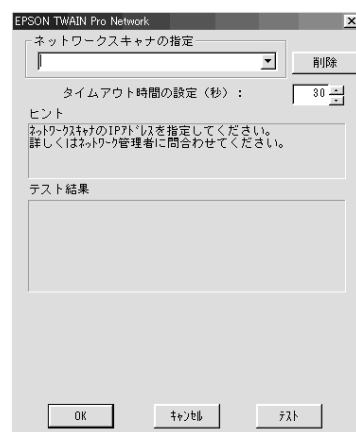 EPSON TWAIN Pro Network
ネットワークスキャナの指定
削除
タイムアウト時間の設定（秒）：
30
ヒント
ﾈｯﾄﾜｰｸｽｷｬﾅのIPｱﾄﾞﾚｽを指定してください。
詳しくはﾈｯﾄﾜｰｸ管理者に問合わせてください。
テスト結果
OK
ｷｬﾝｾﾙ
ﾃｽﾄ